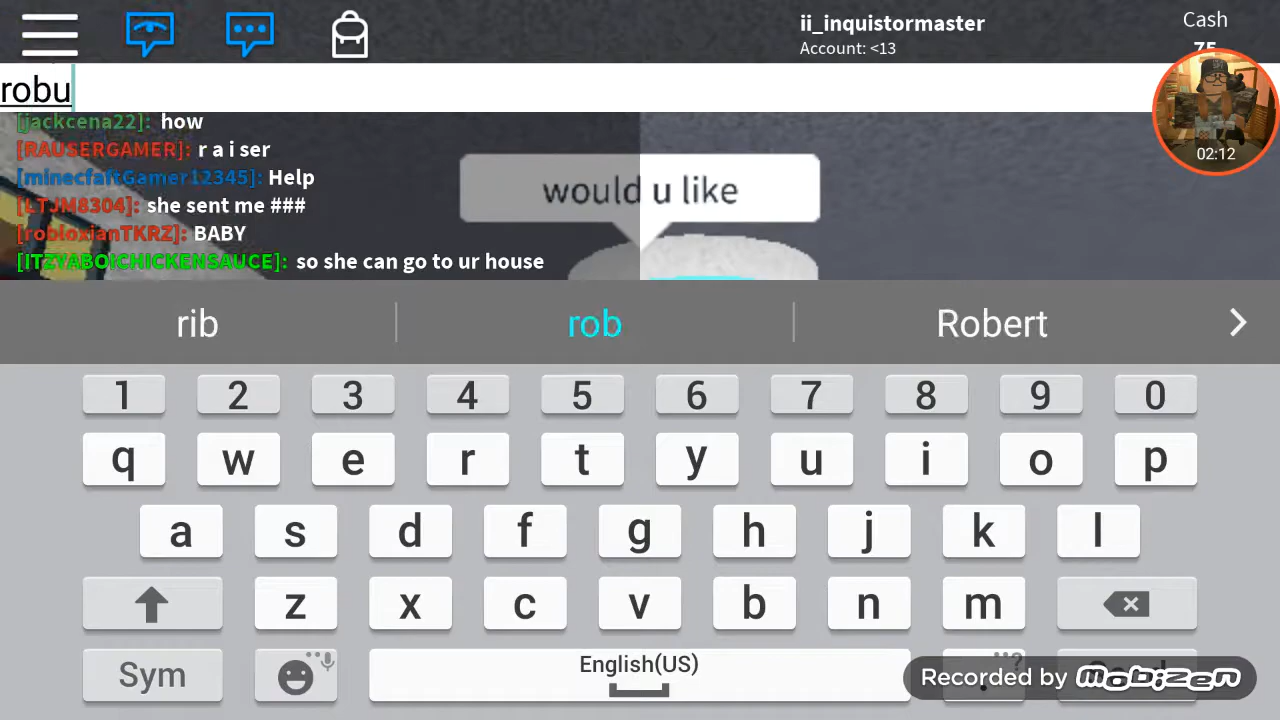 ii_inquistormaster
Account: <13
Cash
75
robu
02:12
[jackcena22]: how
[RAUSERGAMER]: r a i ser
[minecfaftGamer12345]: Help
[LTJM8304]: she sent me ###
[robloxianTKRZ]: BABY
[ITZYABOICHICKENSAUCE]: so she can go to ur house
would u like
rib
rob
Robert
1 2 3 4 5 6 7 8 9 0
q w e r t y u i o p
a s d f g h j k l
z x c v b n m
Sym
English(US)
Recorded by mobizen